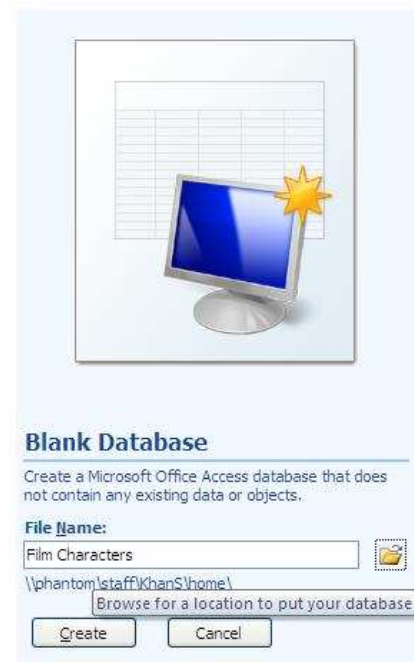 Blank Database
Create a Microsoft Office Access database that does
not contain any existing data or objects.
File Name:
Film Characters
\\phantom\staff\KhanS\home\
Browse for a location to put your database
Create Cancel